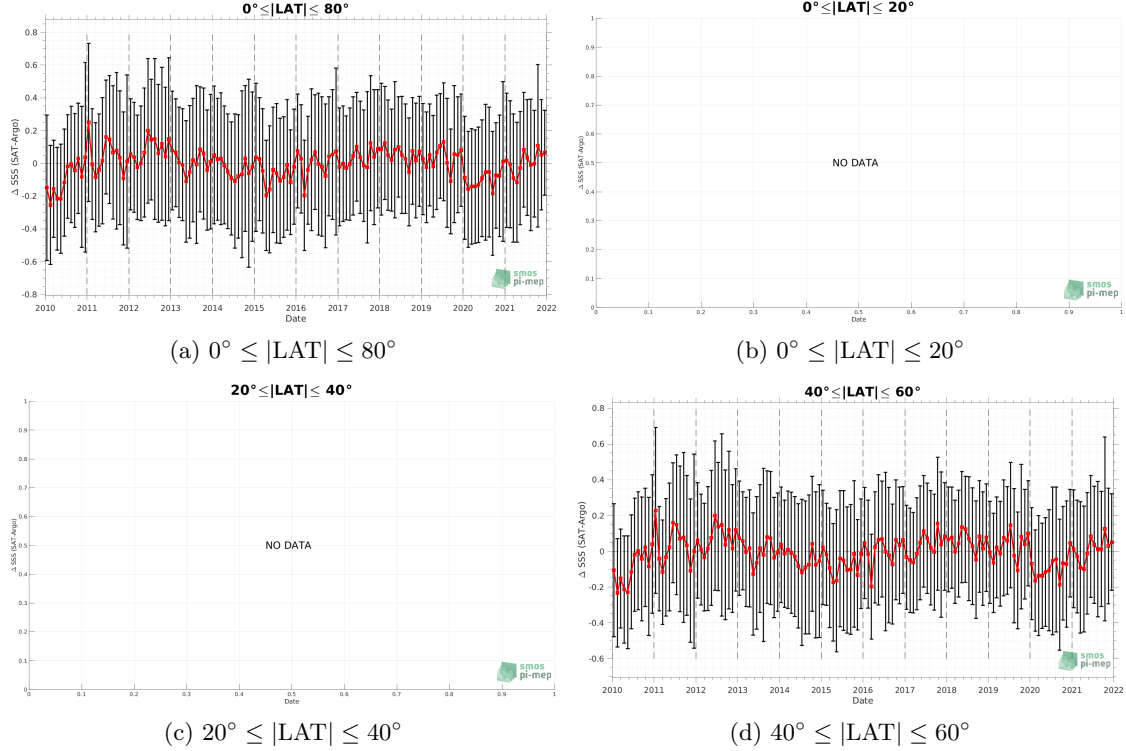 0°≤|LAT|≤ 80°
Δ SSS (SAT-Argo)
0.8
0.6
0.4
0.2
0
-0.2
-0.4
-0.6
-0.8
2010 2011 2012 2013 2014 2015 2016 2017 2018 2019 2020 2021 2022
Date
smos
pi-mep
(a) 0° ≤ |LAT| ≤ 80°
0°≤|LAT|≤ 20°
Δ SSS (SAT-Argo)
1
0.9
0.8
0.7
0.6
0.5
0.4
0.3
0.2
0.1
0
NO DATA
0 0.1 0.2 0.3 0.4 0.5 0.6 0.7 0.8 0.9 1
Date
smos
pi-mep
(b) 0° ≤ |LAT| ≤ 20°
20°≤|LAT|≤ 40°
Δ SSS (SAT-Argo)
1
0.9
0.8
0.7
0.6
0.5
0.4
0.3
0.2
0.1
0
NO DATA
0 0.1 0.2 0.3 0.4 0.5 0.6 0.7 0.8 0.9 1
Date
smos
pi-mep
(c) 20° ≤ |LAT| ≤ 40°
40°≤|LAT|≤ 60°
Δ SSS (SAT-Argo)
0.8
0.6
0.4
0.2
0
-0.2
-0.4
-0.6
2010 2011 2012 2013 2014 2015 2016 2017 2018 2019 2020 2021 2022
Date
smos
pi-mep
(d) 40° ≤ |LAT| ≤ 60°